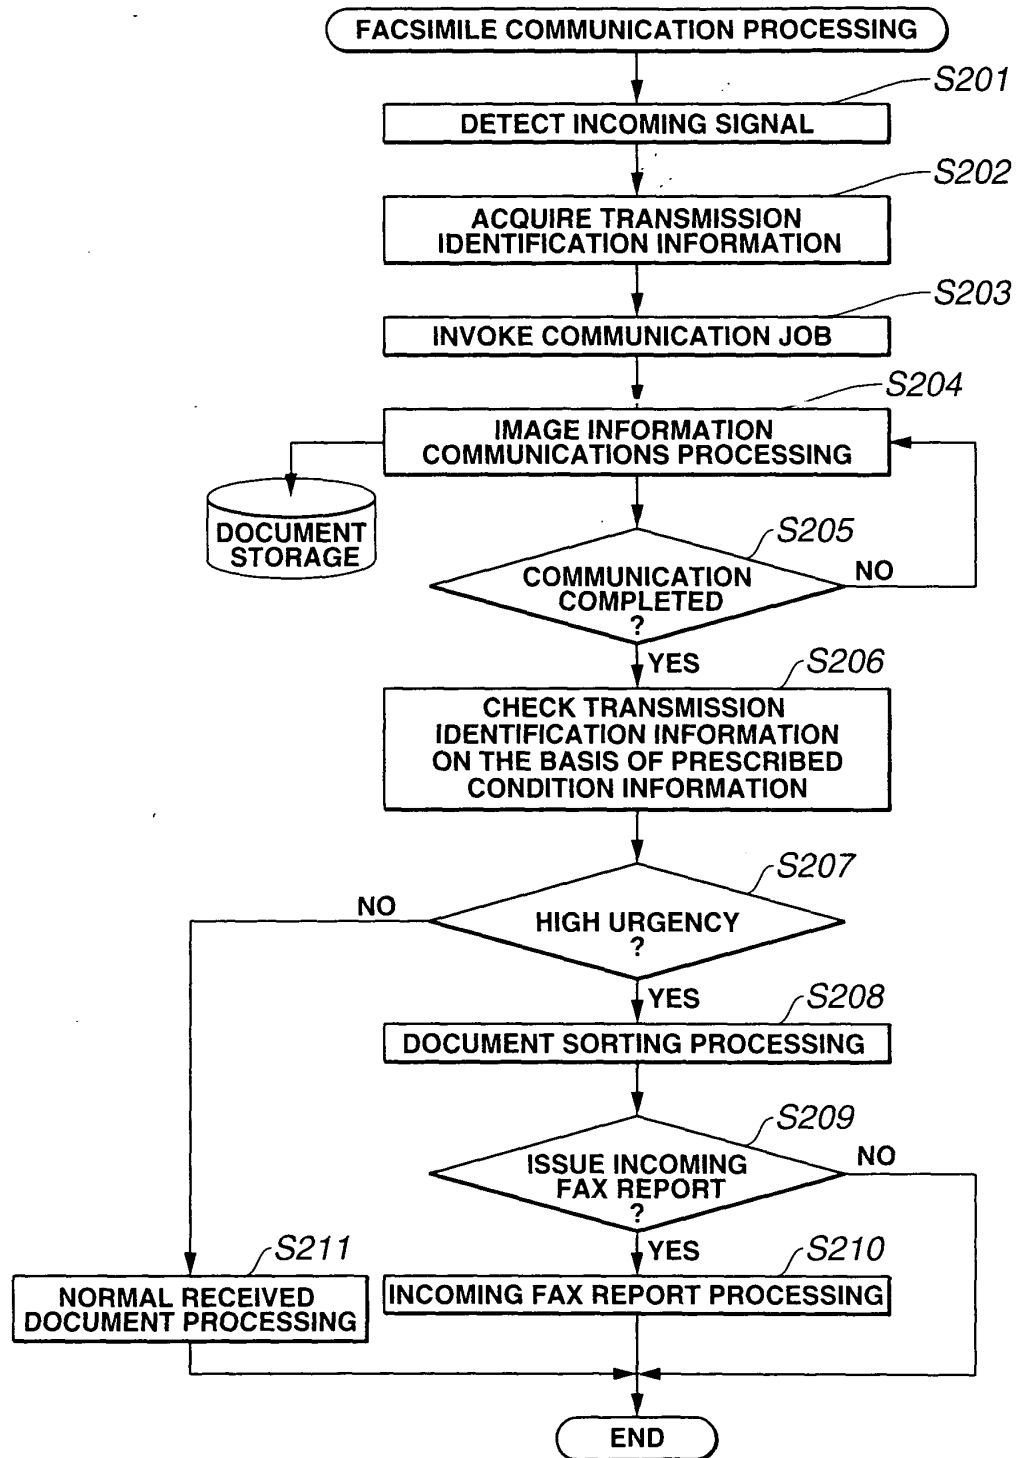 FACSIMILE COMMUNICATION PROCESSING
S201
DETECT INCOMING SIGNAL
S202
ACQUIRE TRANSMISSION
IDENTIFICATION INFORMATION
S203
INVOKE COMMUNICATION JOB
S204
IMAGE INFORMATION
COMMUNICATIONS PROCESSING
DOCUMENT
STORAGE
S205
COMMUNICATION
COMPLETED
?
NO
YES
S206
CHECK TRANSMISSION
IDENTIFICATION INFORMATION
ON THE BASIS OF PRESCRIBED
CONDITION INFORMATION
S207
NO
HIGH URGENCY
?
YES
S208
DOCUMENT SORTING PROCESSING
S209
ISSUE INCOMING
FAX REPORT
?
NO
YES
S211
NORMAL RECEIVED
DOCUMENT PROCESSING
S210
INCOMING FAX REPORT PROCESSING
END